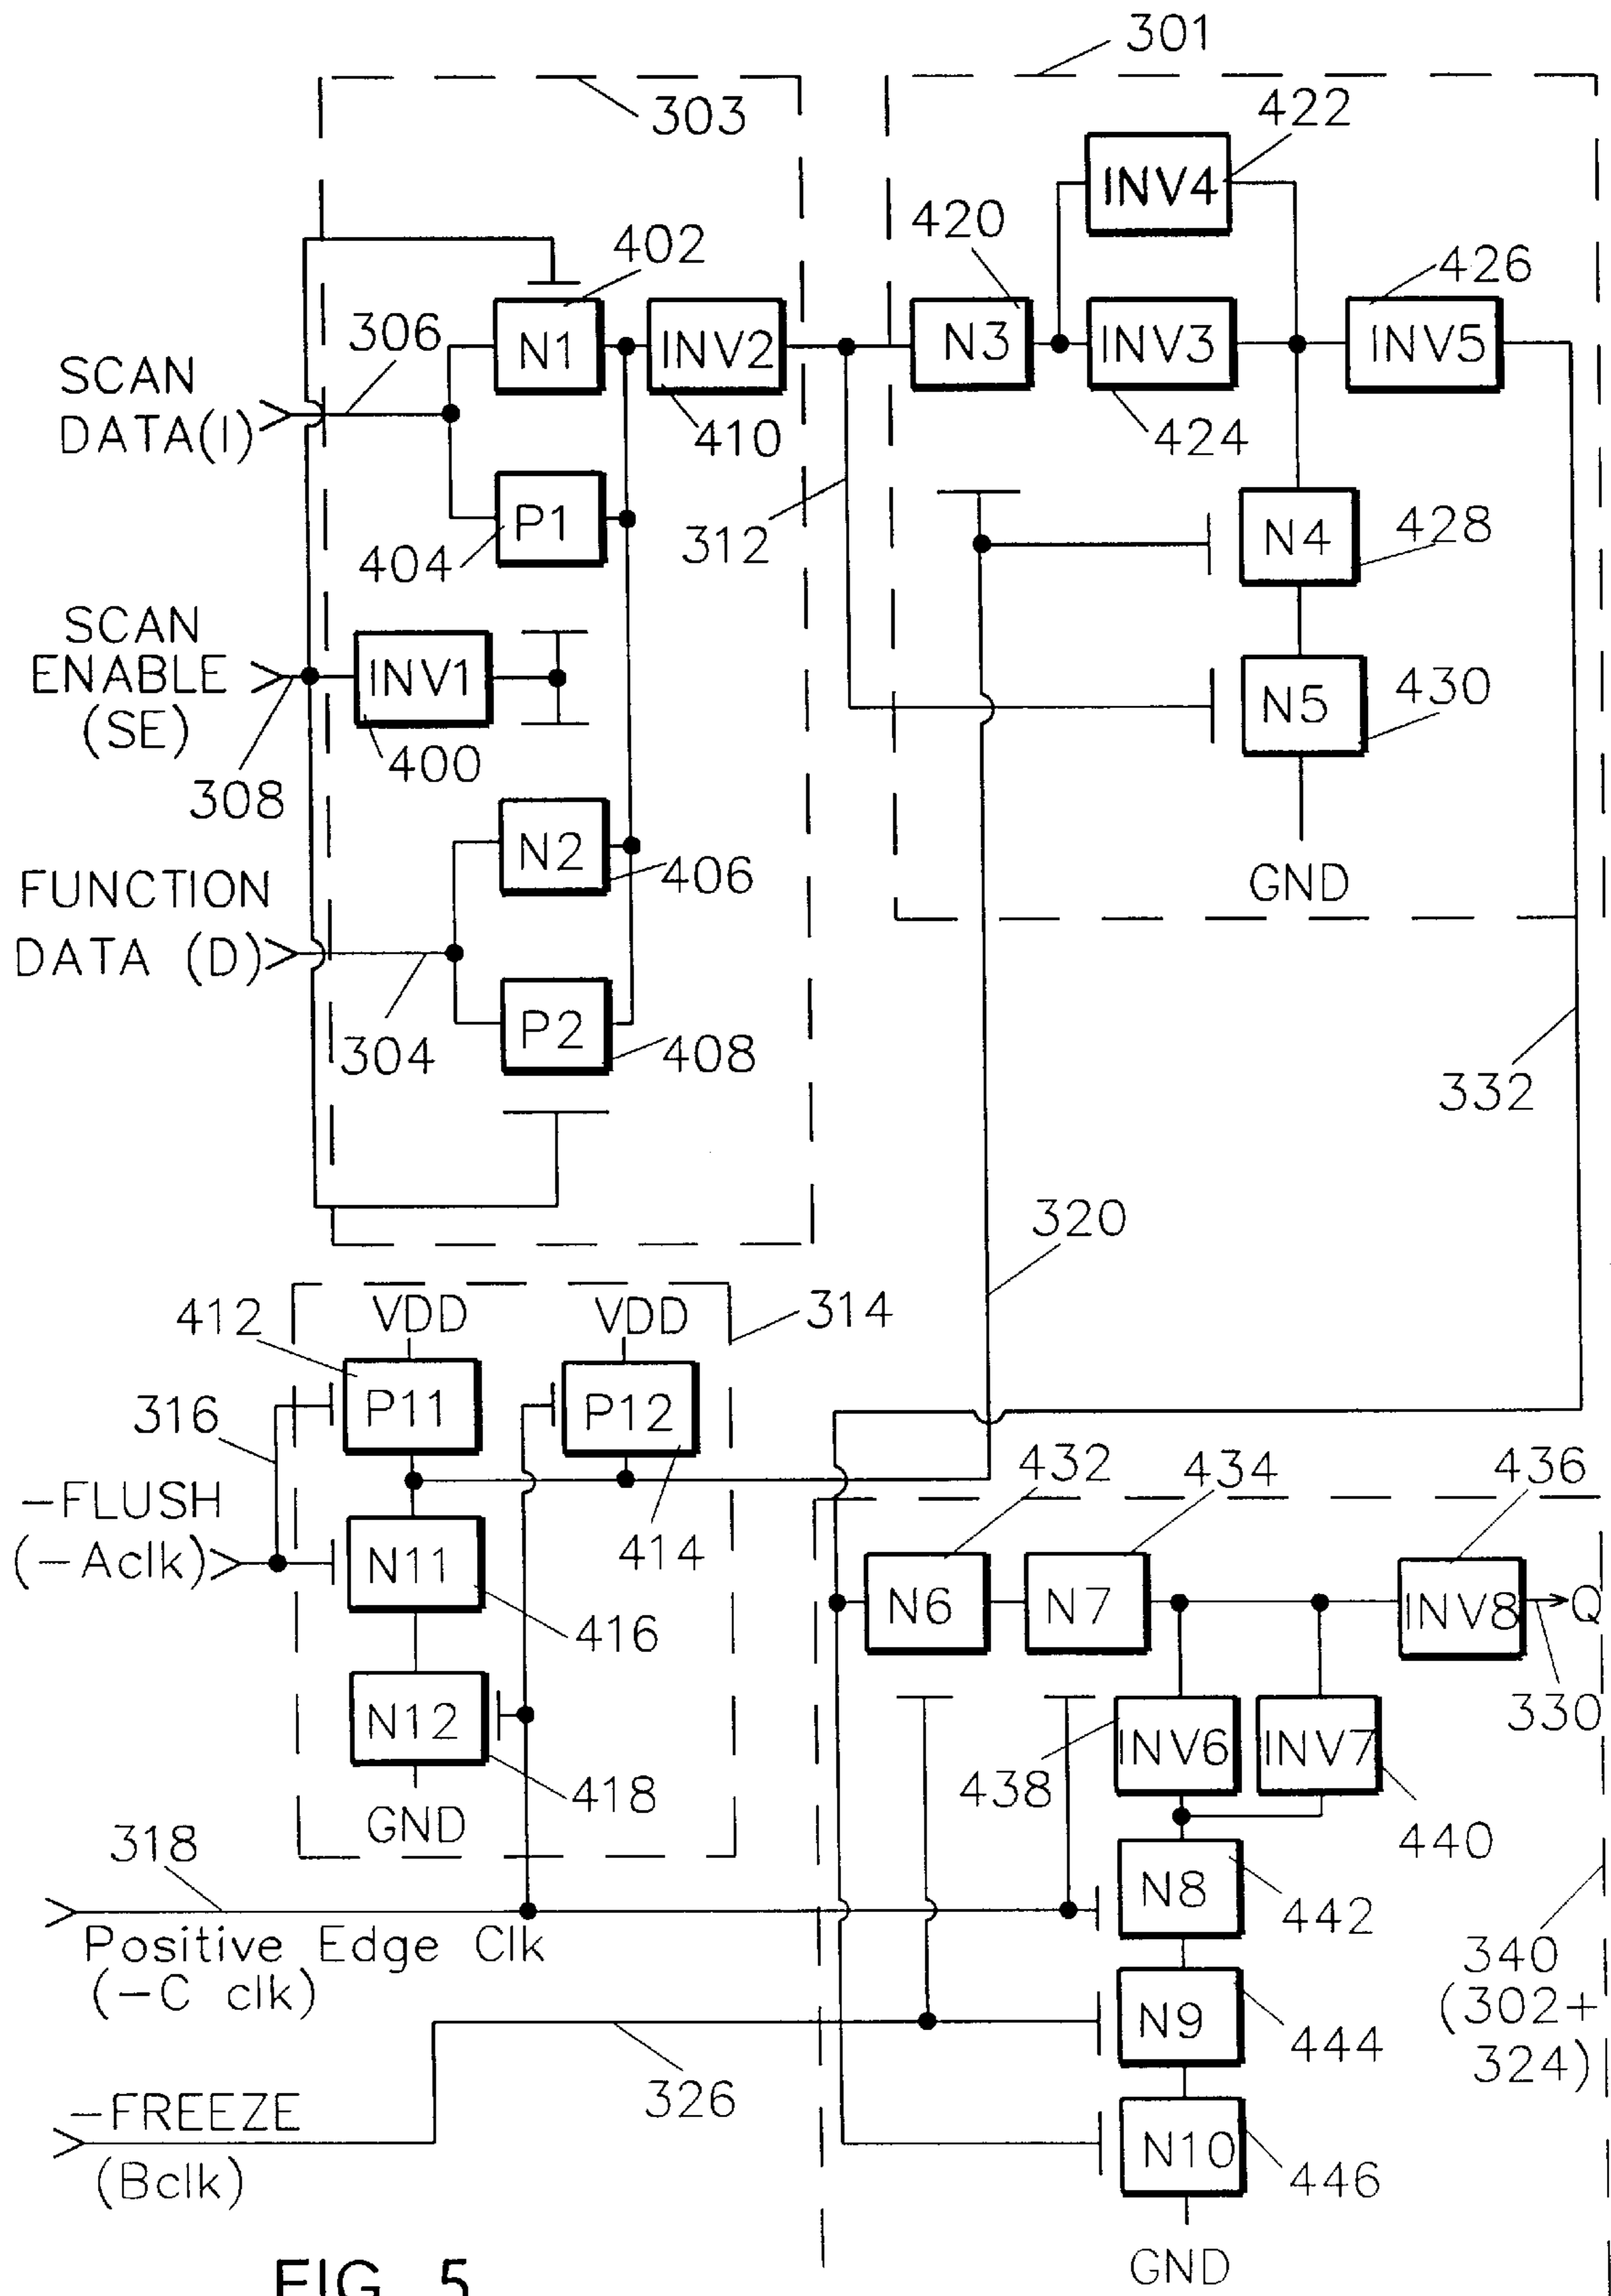 301
303
422
INV4
420
402
426
306
N1
INV2
N3
INV3
INV5
SCAN
DATA(I)
410
424
P1
312
N4
428
404
SCAN
ENABLE
(SE)
INV1
N5
430
400
308
N2
406
GND
FUNCTION
DATA (D)
P2
304
408
332
320
412
VDD
VDD
314
316
P11
P12
432
434
436
-FLUSH
(-Aclk)
N11
414
N6
N7
INV8
Q
416
330
N12
438
INV6
INV7
418
GND
318
440
N8
442
Positive Edge Clk
(-C clk)
340
(302+
324)
N9
444
326
-FREEZE
(Bclk)
N10
446
GND
FIG. 5